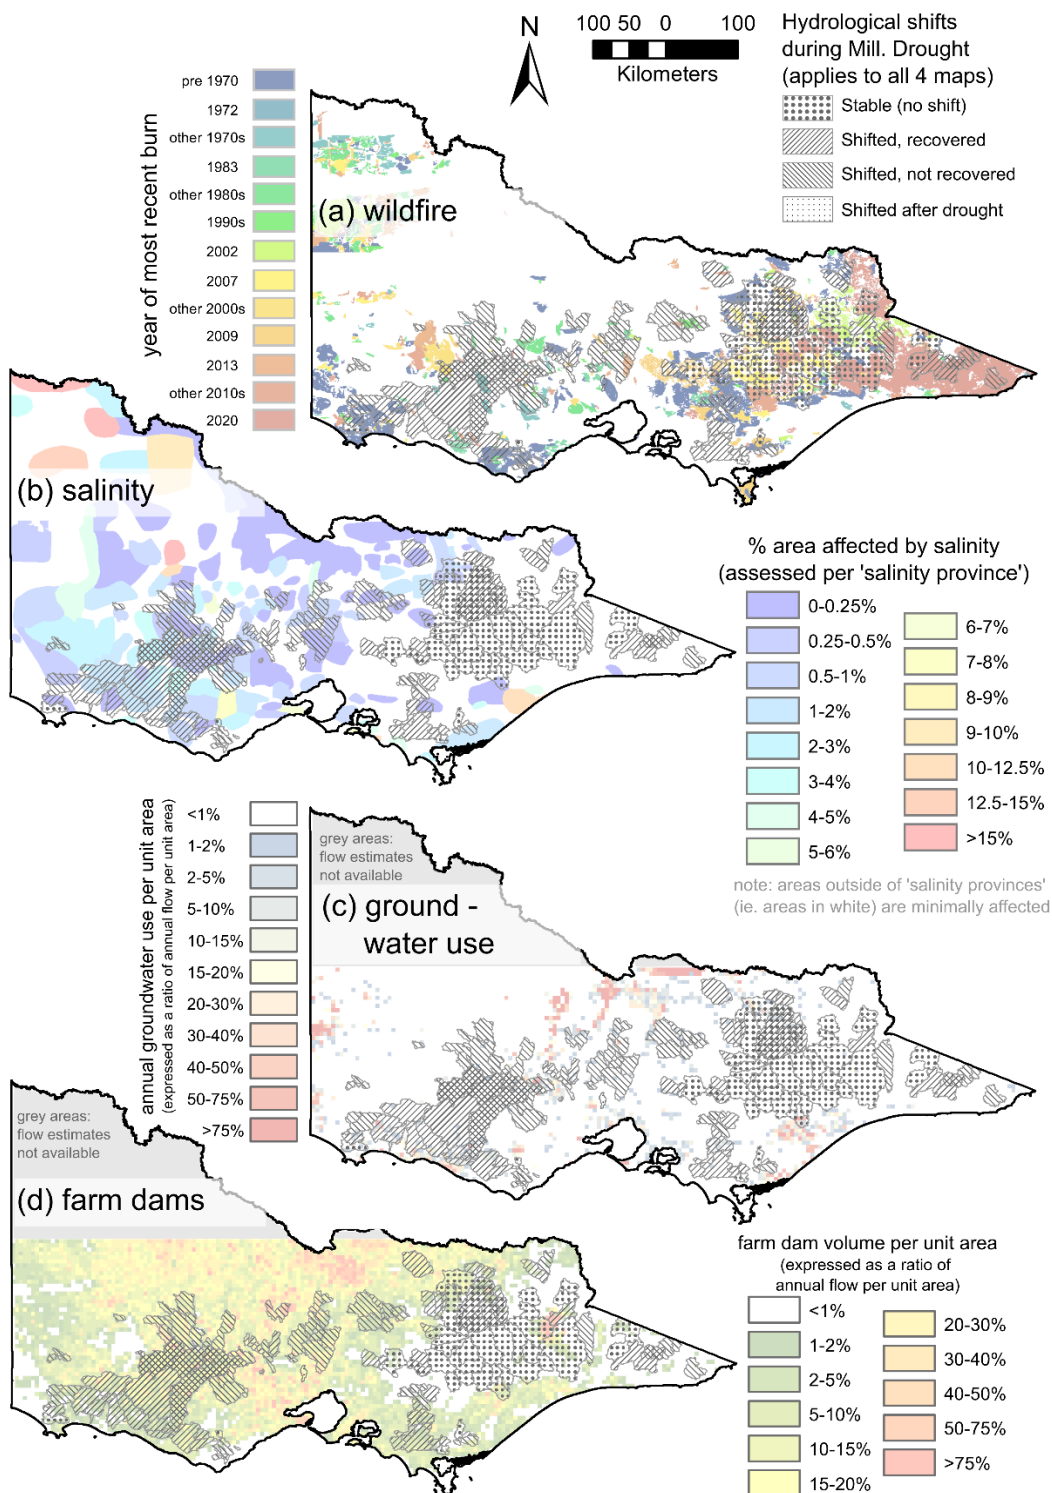 100 50 0 100
Kilometers
N
Hydrological shifts
during Mill. Drought
(applies to all 4 maps)
Stable (no shift)
Shifted, recovered
Shifted, not recovered
Shifted after drought
year of most recent burn
pre 1970
1972
other 1970s
1983
other 1980s
1990s
2002
2007
other 2000s
2009
2013
other 2010s
2020
(a) wildfire
(b) salinity
% area affected by salinity
(assessed per 'salinity province')
0-0.25%
0.25-0.5%
0.5-1%
1-2%
2-3%
3-4%
4-5%
5-6%
6-7%
7-8%
8-9%
9-10%
10-12.5%
12.5-15%
>15%
note: areas outside of 'salinity provinces'
(ie. areas in white) are minimally affected
annual groundwater use per unit area
(expressed as a ratio of annual flow per unit area)
<1%
1-2%
2-5%
5-10%
10-15%
15-20%
20-30%
30-40%
40-50%
50-75%
>75%
grey areas:
flow estimates
not available
(c) ground -
water use
grey areas:
flow estimates
not available
(d) farm dams
farm dam volume per unit area
(expressed as a ratio of
annual flow per unit area)
<1%
1-2%
2-5%
5-10%
10-15%
15-20%
20-30%
30-40%
40-50%
50-75%
>75%